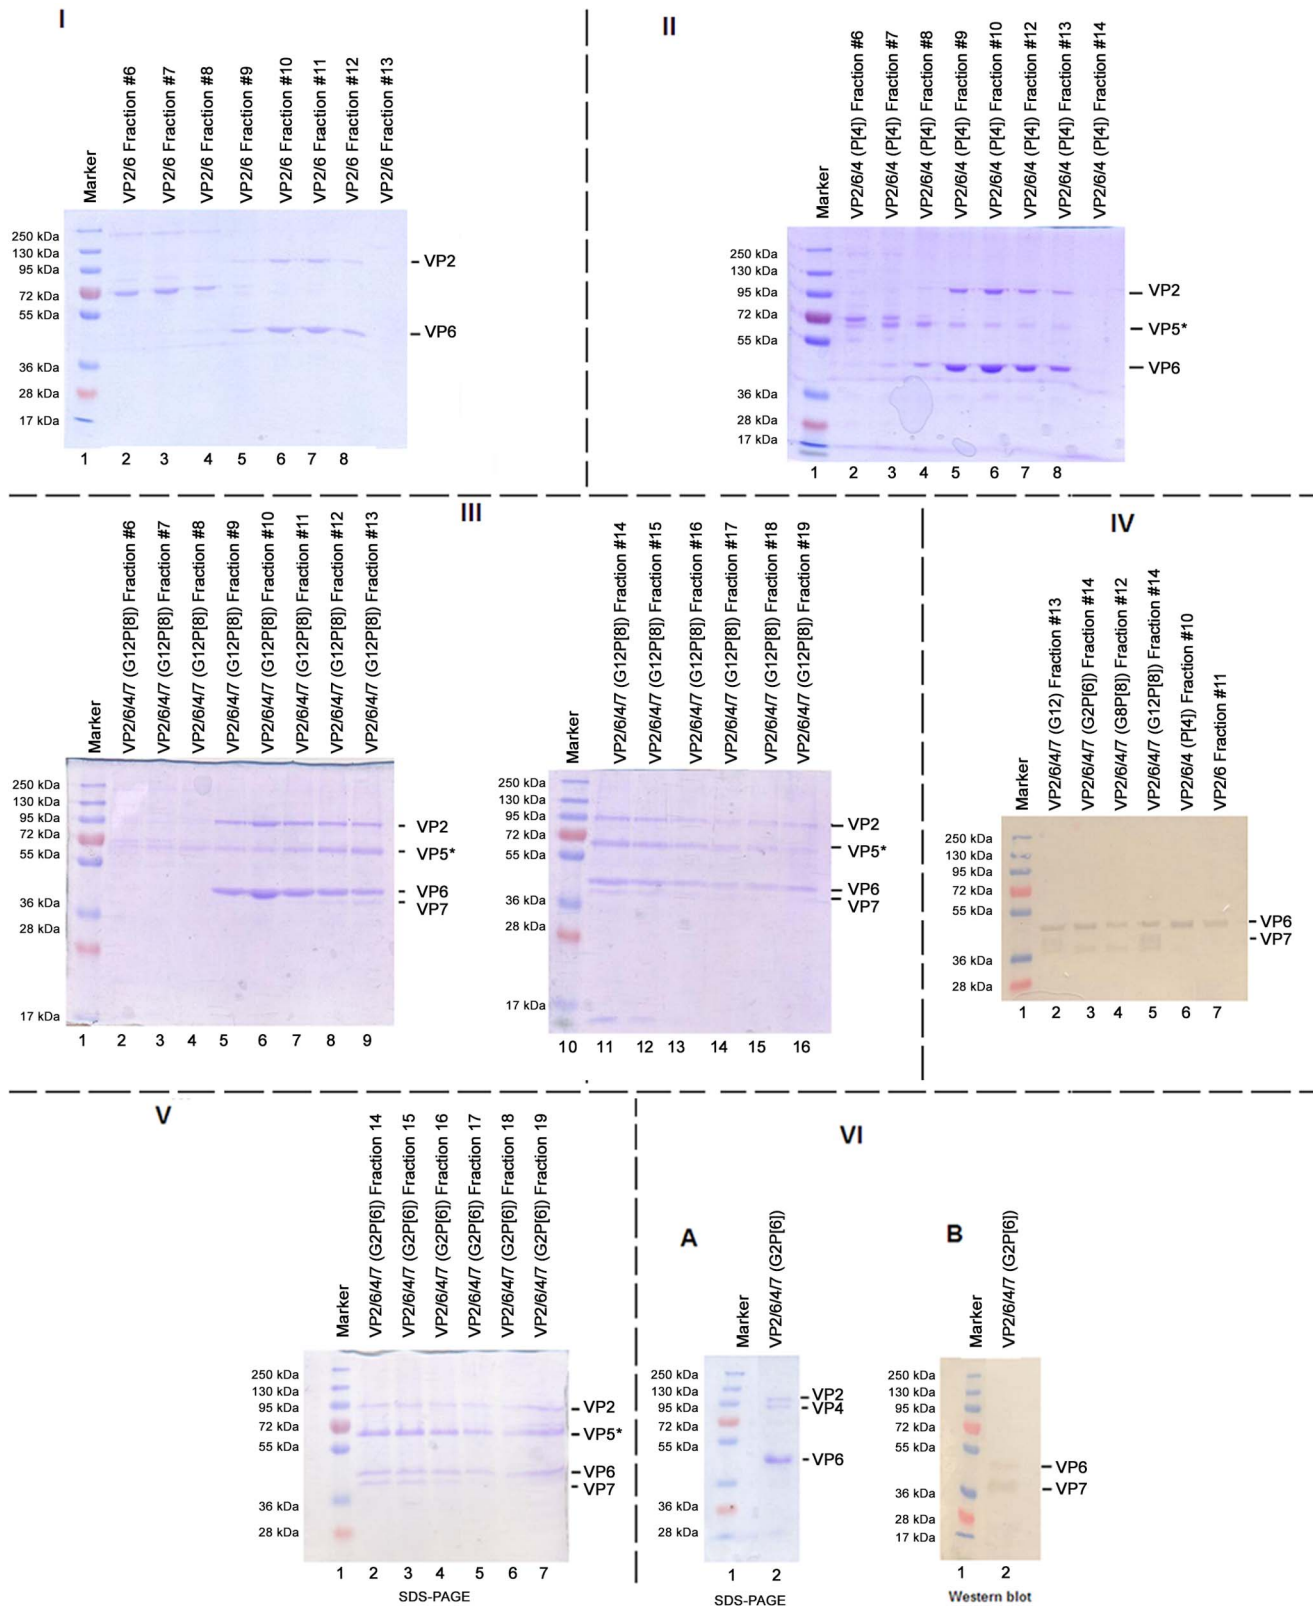 I
Marker
VP2/6 Fraction #6
VP2/6 Fraction #7
VP2/6 Fraction #8
VP2/6 Fraction #9
VP2/6 Fraction #10
VP2/6 Fraction #11
VP2/6 Fraction #12
VP2/6 Fraction #13
250 kDa
130 kDa
95 kDa
72 kDa
55 kDa
36 kDa
28 kDa
17 kDa
VP2
VP6
1 2 3 4 5 6 7 8
II
Marker
VP2/6/4 (P[4]) Fraction #6
VP2/6/4 (P[4]) Fraction #7
VP2/6/4 (P[4]) Fraction #8
VP2/6/4 (P[4]) Fraction #9
VP2/6/4 (P[4]) Fraction #10
VP2/6/4 (P[4]) Fraction #12
VP2/6/4 (P[4]) Fraction #13
VP2/6/4 (P[4]) Fraction #14
250 kDa
130 kDa
95 kDa
72 kDa
55 kDa
36 kDa
28 kDa
17 kDa
VP2
VP5*
VP6
1 2 3 4 5 6 7 8
III
Marker
VP2/6/4/7 (G12P[8]) Fraction #6
VP2/6/4/7 (G12P[8]) Fraction #7
VP2/6/4/7 (G12P[8]) Fraction #8
VP2/6/4/7 (G12P[8]) Fraction #9
VP2/6/4/7 (G12P[8]) Fraction #10
VP2/6/4/7 (G12P[8]) Fraction #11
VP2/6/4/7 (G12P[8]) Fraction #12
VP2/6/4/7 (G12P[8]) Fraction #13
250 kDa
130 kDa
95 kDa
72 kDa
55 kDa
36 kDa
28 kDa
17 kDa
VP2
VP5*
VP6
VP7
1 2 3 4 5 6 7 8 9
Marker
VP2/6/4/7 (G12P[8]) Fraction #14
VP2/6/4/7 (G12P[8]) Fraction #15
VP2/6/4/7 (G12P[8]) Fraction #16
VP2/6/4/7 (G12P[8]) Fraction #17
VP2/6/4/7 (G12P[8]) Fraction #18
VP2/6/4/7 (G12P[8]) Fraction #19
250 kDa
130 kDa
95 kDa
72 kDa
55 kDa
36 kDa
28 kDa
17 kDa
VP2
VP5*
VP6
VP7
10 11 12 13 14 15 16
IV
Marker
VP2/6/4/7 (G12) Fraction #13
VP2/6/4/7 (G2P[6]) Fraction #14
VP2/6/4/7 (G8P[8]) Fraction #12
VP2/6/4/7 (G12P[8]) Fraction #14
VP2/6/4 (P[4]) Fraction #10
VP2/6 Fraction #11
250 kDa
130 kDa
95 kDa
72 kDa
55 kDa
36 kDa
28 kDa
VP6
VP7
1 2 3 4 5 6 7
V
Marker
VP2/6/4/7 (G2P[6]) Fraction 14
VP2/6/4/7 (G2P[6]) Fraction 15
VP2/6/4/7 (G2P[6]) Fraction 16
VP2/6/4/7 (G2P[6]) Fraction 17
VP2/6/4/7 (G2P[6]) Fraction 18
VP2/6/4/7 (G2P[6]) Fraction 19
250 kDa
130 kDa
95 kDa
72 kDa
55 kDa
36 kDa
28 kDa
VP2
VP5*
VP6
VP7
1 2 3 4 5 6 7
SDS-PAGE
VI
A
Marker
VP2/6/4/7 (G2P[6])
250 kDa
130 kDa
95 kDa
72 kDa
55 kDa
36 kDa
28 kDa
VP2
VP4
VP6
1 2
SDS-PAGE
B
Marker
VP2/6/4/7 (G2P[6])
250 kDa
130 kDa
95 kDa
72 kDa
55 kDa
36 kDa
28 kDa
17 kDa
VP6
VP7
1 2
Western blot